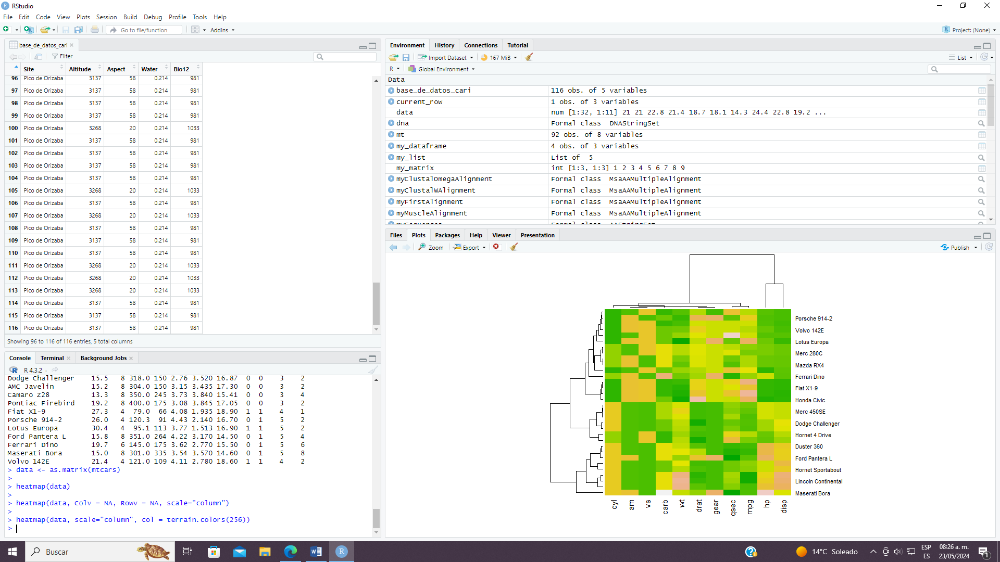 RStudio
File Edit Code View Plots Session Build Debug Profile Tools Help
Go to file/function Addins Project: (None)
base_de_datos_cari
Filter
Site Altitude Aspect Water Bio12
96 Pico de Orizaba 3137 58 0.214 981
97 Pico de Orizaba 3137 58 0.214 981
98 Pico de Orizaba 3137 58 0.214 981
99 Pico de Orizaba 3137 58 0.214 981
100 Pico de Orizaba 3268 20 0.214 1033
101 Pico de Orizaba 3137 58 0.214 981
102 Pico de Orizaba 3137 58 0.214 981
103 Pico de Orizaba 3137 58 0.214 981
104 Pico de Orizaba 3137 58 0.214 981
105 Pico de Orizaba 3268 20 0.214 1033
106 Pico de Orizaba 3137 58 0.214 981
107 Pico de Orizaba 3268 20 0.214 1033
108 Pico de Orizaba 3137 58 0.214 981
109 Pico de Orizaba 3137 58 0.214 981
110 Pico de Orizaba 3137 58 0.214 981
111 Pico de Orizaba 3268 20 0.214 1033
112 Pico de Orizaba 3268 20 0.214 1033
113 Pico de Orizaba 3268 20 0.214 1033
114 Pico de Orizaba 3137 58 0.214 981
115 Pico de Orizaba 3137 58 0.214 981
116 Pico de Orizaba 3137 58 0.214 981
Showing 96 to 116 of 116 entries, 5 total columns
Console Terminal Background Jobs
R 4.3.2 ·
Dodge Challenger 15.5 8 318.0 150 2.76 3.520 16.87 0 0 3 2
AMC Javelin 15.2 8 304.0 150 3.15 3.435 17.30 0 0 3 2
Camaro Z28 13.3 8 350.0 245 3.73 3.840 15.41 0 0 3 4
Pontiac Firebird 19.2 8 400.0 175 3.08 3.845 17.05 0 0 3 2
Fiat X1-9 27.3 4 79.0 66 4.08 1.935 18.90 1 1 4 1
Porsche 914-2 26.0 4 120.3 91 4.43 2.140 16.70 0 1 5 2
Lotus Europa 30.4 4 95.1 113 3.77 1.513 16.90 1 1 5 2
Ford Pantera L 15.8 8 351.0 264 4.22 3.170 14.50 0 1 5 4
Ferrari Dino 19.7 6 145.0 175 3.62 2.770 15.50 0 1 5 6
Maserati Bora 15.0 8 301.0 335 3.54 3.570 14.60 0 1 5 8
Volvo 142E 21.4 4 121.0 109 4.11 2.780 18.60 1 1 4 2
> data <- as.matrix(mtcars)
>
> heatmap(data)
>
> heatmap(data, Colv = NA, Rowv = NA, scale="column")
>
> heatmap(data, scale="column", col = terrain.colors(256))
>
Environment History Connections Tutorial
Import Dataset 167 MiB List
R Global Environment
Data
base_de_datos_cari 116 obs. of 5 variables
current_row 1 obs. of 3 variables
data num [1:32, 1:11] 21 21 22.8 21.4 18.7 18.1 14.3 24.4 22.8 19.2 ...
dna Formal class DNAStringSet
mt 92 obs. of 8 variables
my_dataframe 4 obs. of 3 variables
my_list List of 5
my_matrix int [1:3, 1:3] 1 2 3 4 5 6 7 8 9
myClustalOmegaAlignment Formal class MsaAAMultipleAlignment
myClustalWAlignment Formal class MsaAAMultipleAlignment
myFirstAlignment Formal class MsaAAMultipleAlignment
myMuscleAlignment Formal class MsaAAMultipleAlignment
mySequences Formal class AAStringSet
Files Plots Packages Help Viewer Presentation
Zoom Export Publish
Porsche 914-2
Volvo 142E
Lotus Europa
Merc 280C
Mazda RX4
Ferrari Dino
Fiat X1-9
Honda Civic
Merc 450SE
Dodge Challenger
Hornet 4 Drive
Duster 360
Ford Pantera L
Hornet Sportabout
Lincoln Continental
Maserati Bora
cyl am vs carb wt drat gear qsec mpg hp disp
Buscar
14°C Soleado
ESP
ES
08:26 a. m.
23/05/2024
1